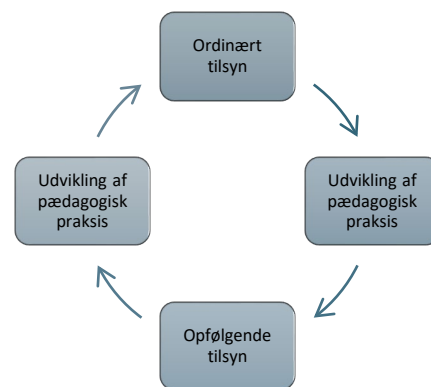 Ordinært
tilsyn
Udvikling af
pædagogisk
praksis
Udvikling af
pædagogisk
praksis
Opfølgende
tilsyn